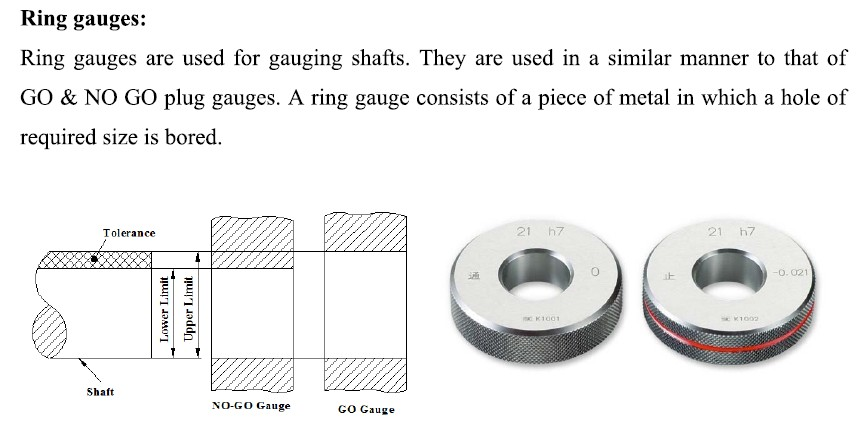 Ring gauges:
Ring gauges are used for gauging shafts. They are used in a similar manner to that of
GO & NO GO plug gauges. A ring gauge consists of a piece of metal in which a hole of
required size is bored.
Tolerance
Lower Limit
Upper Limit
Shaft
NO-GO Gauge
GO Gauge
21 h7
通
0
21 h7
止
-0.021